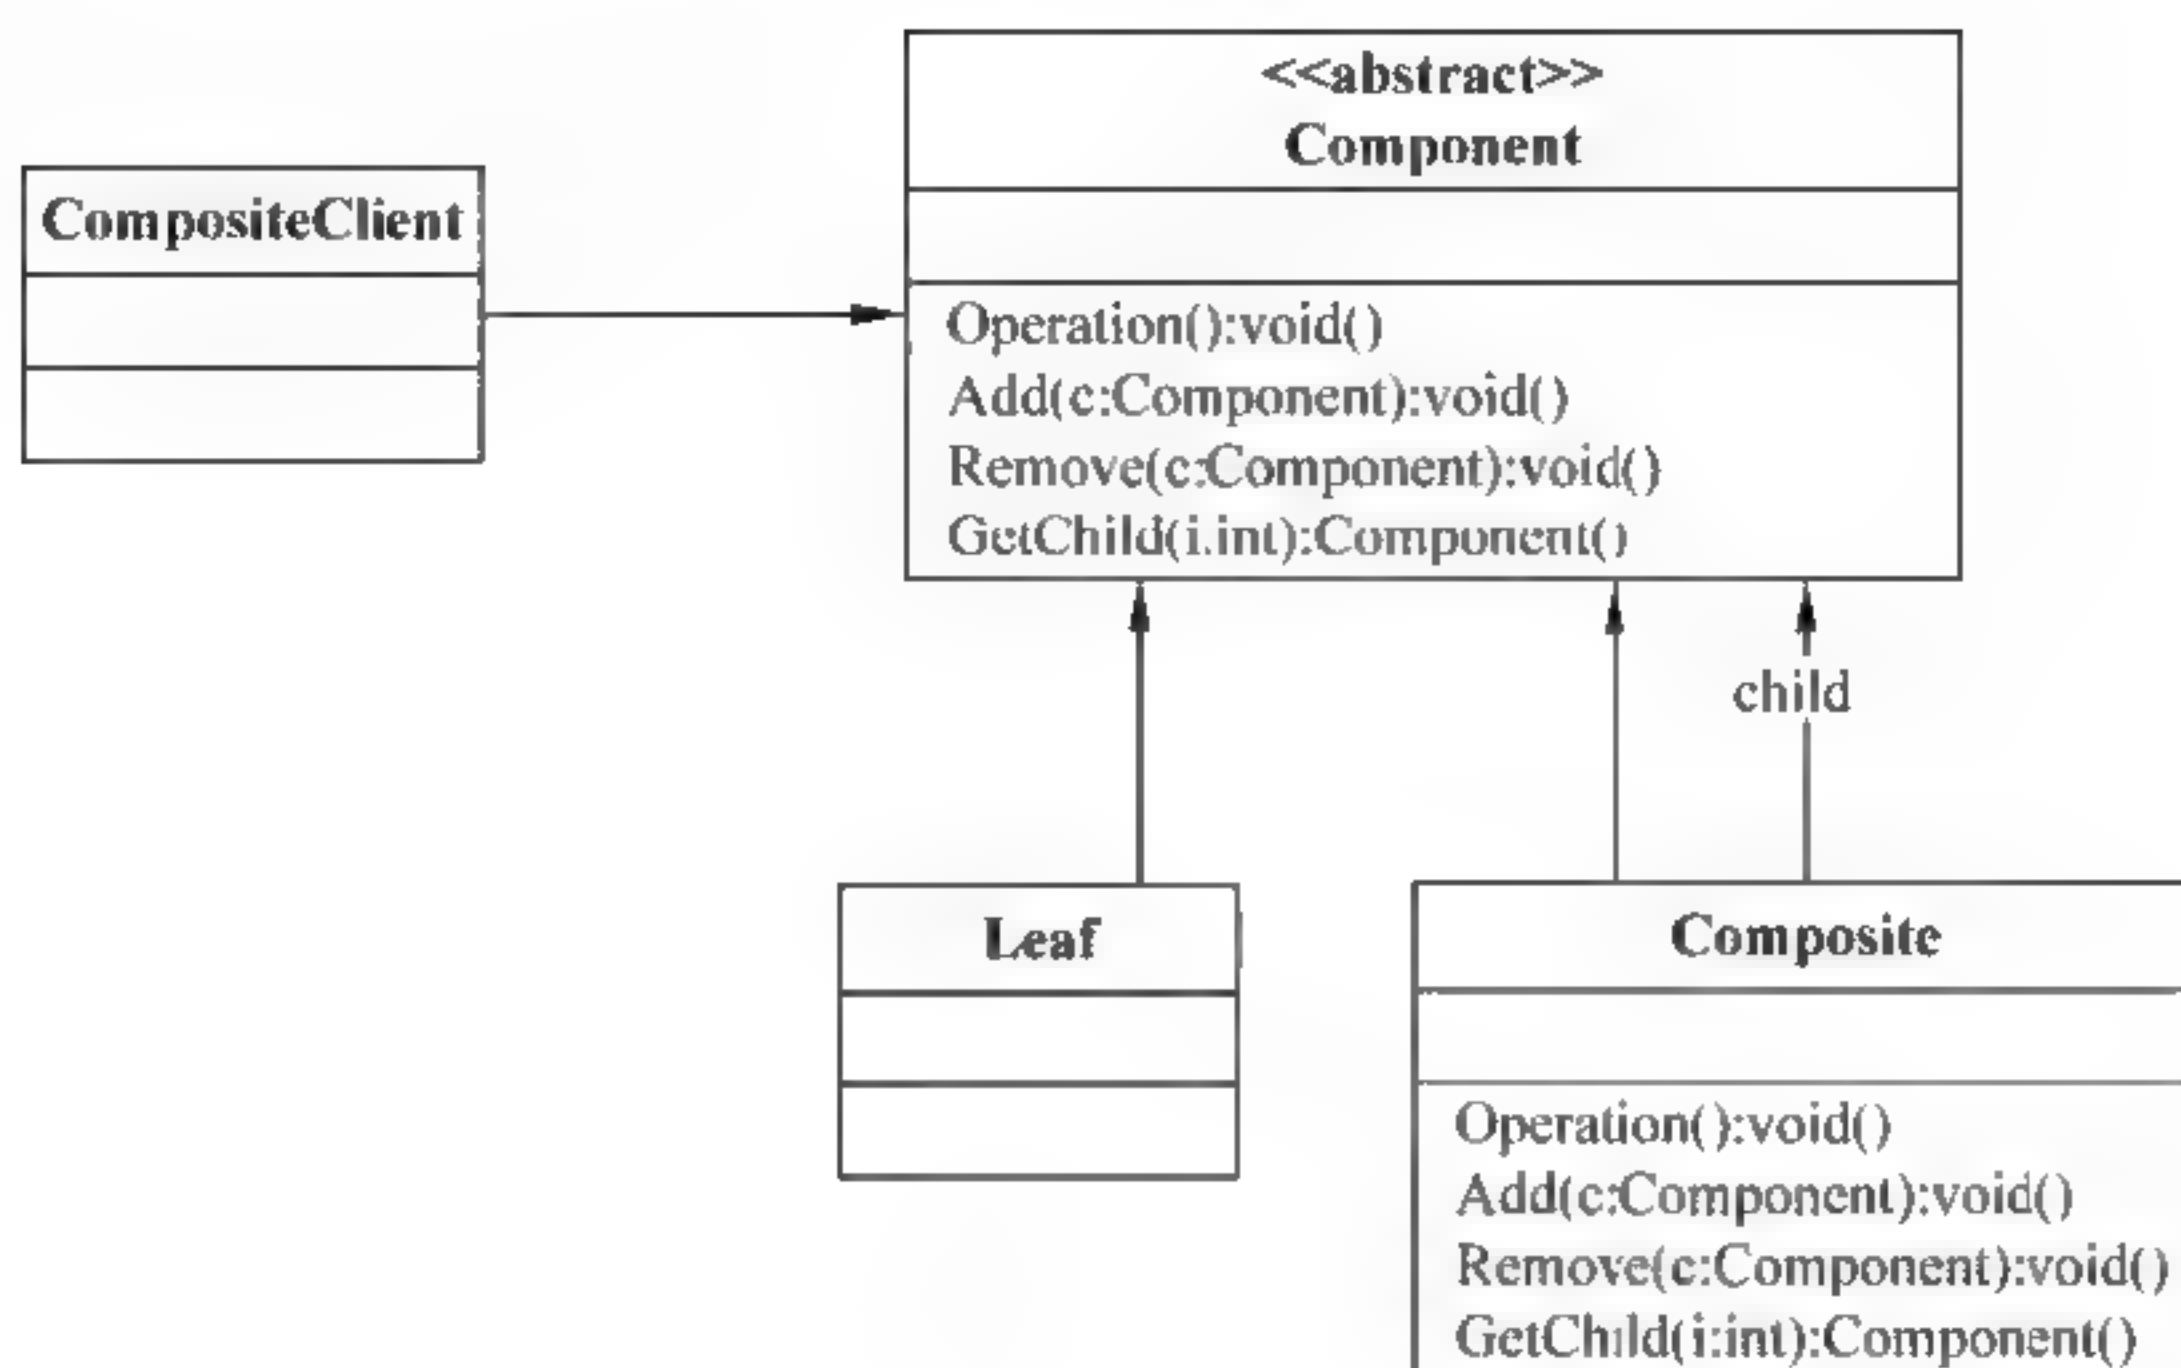 <<abstract>>
Component
CompositeClient
Operation():void()
Add(c:Component):void()
Remove(c:Component):void()
GetChild(i.int):Component()
child
Leaf
Composite
Operation():void()
Add(c:Component):void()
Remove(c:Component):void()
GetChild(i:int):Component()